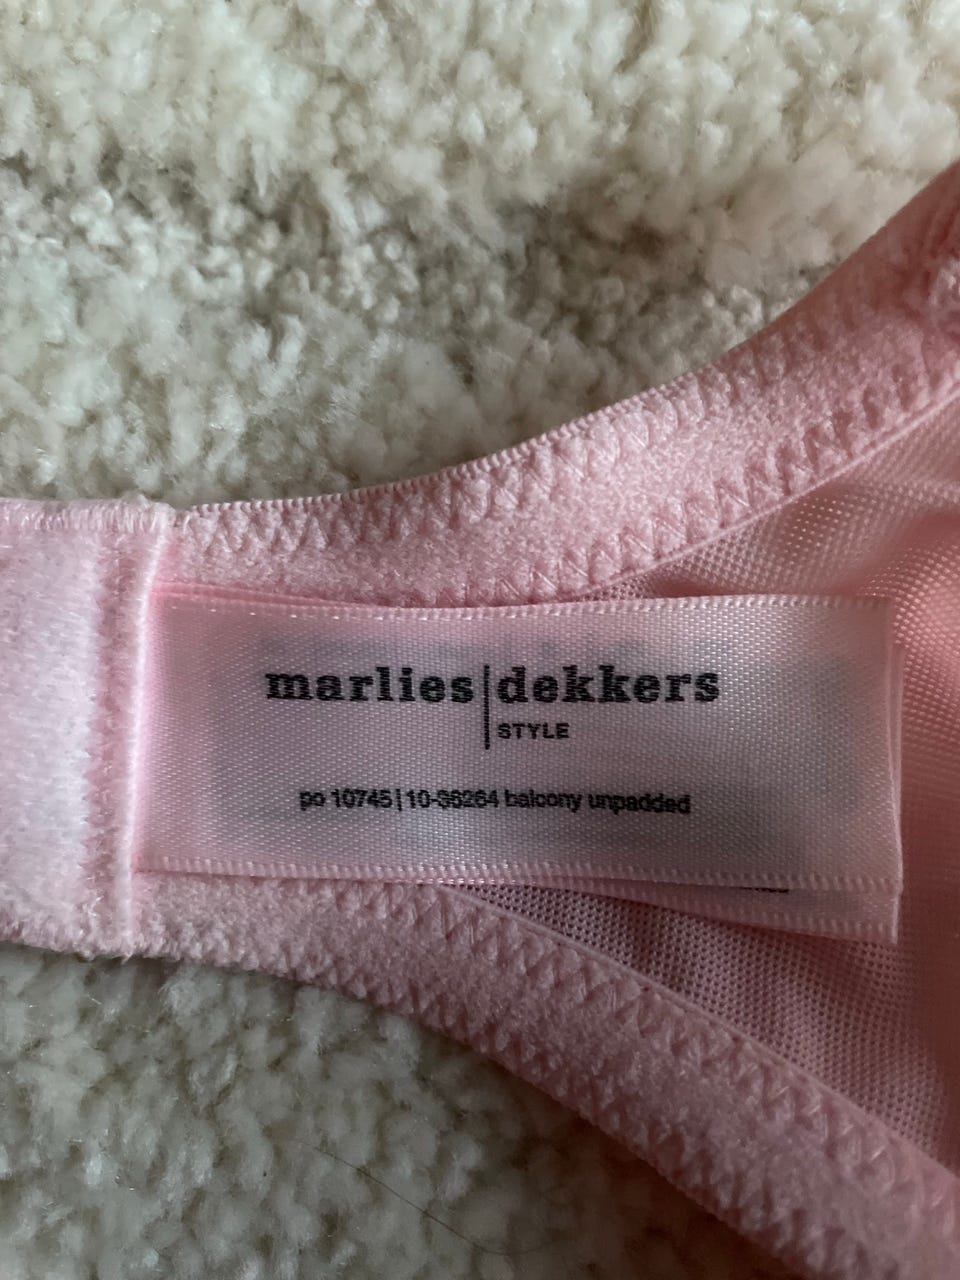 marlies|dekkers
STYLE
po 10745|10-36264 balcony unpadded